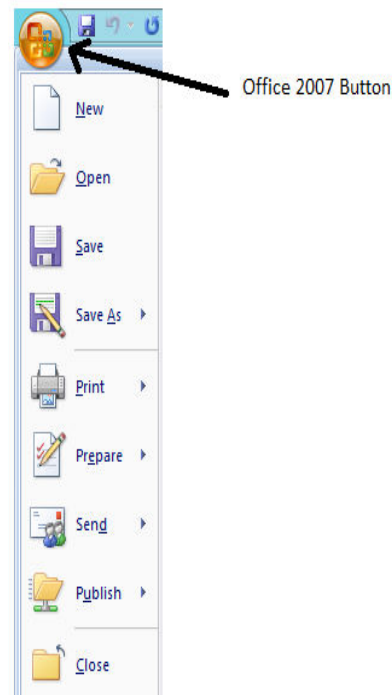 Office 2007 Button
New
Open
Save
Save As
Print
Prepare
Send
Publish
Close